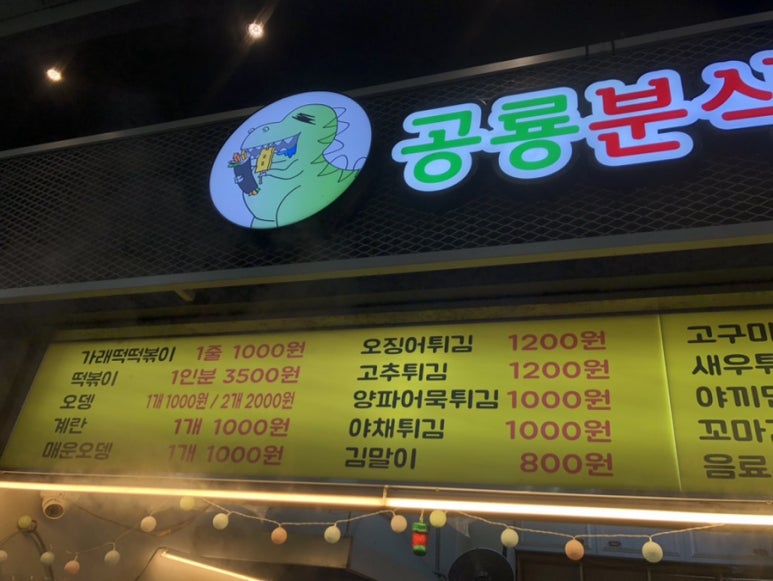 공룡분식
가래떡떡볶이 1줄 1000원
떡볶이 1인분 3500원
오뎅 1개 1000원 / 2개 2000원
계란 1개 1000원
매운오뎅 1개 1000원
오징어튀김 1200원
고추튀김 1200원
양파어묵튀김 1000원
야채튀김 1000원
김말이 800원
고구마
새우튀
야끼만
꼬마
음료